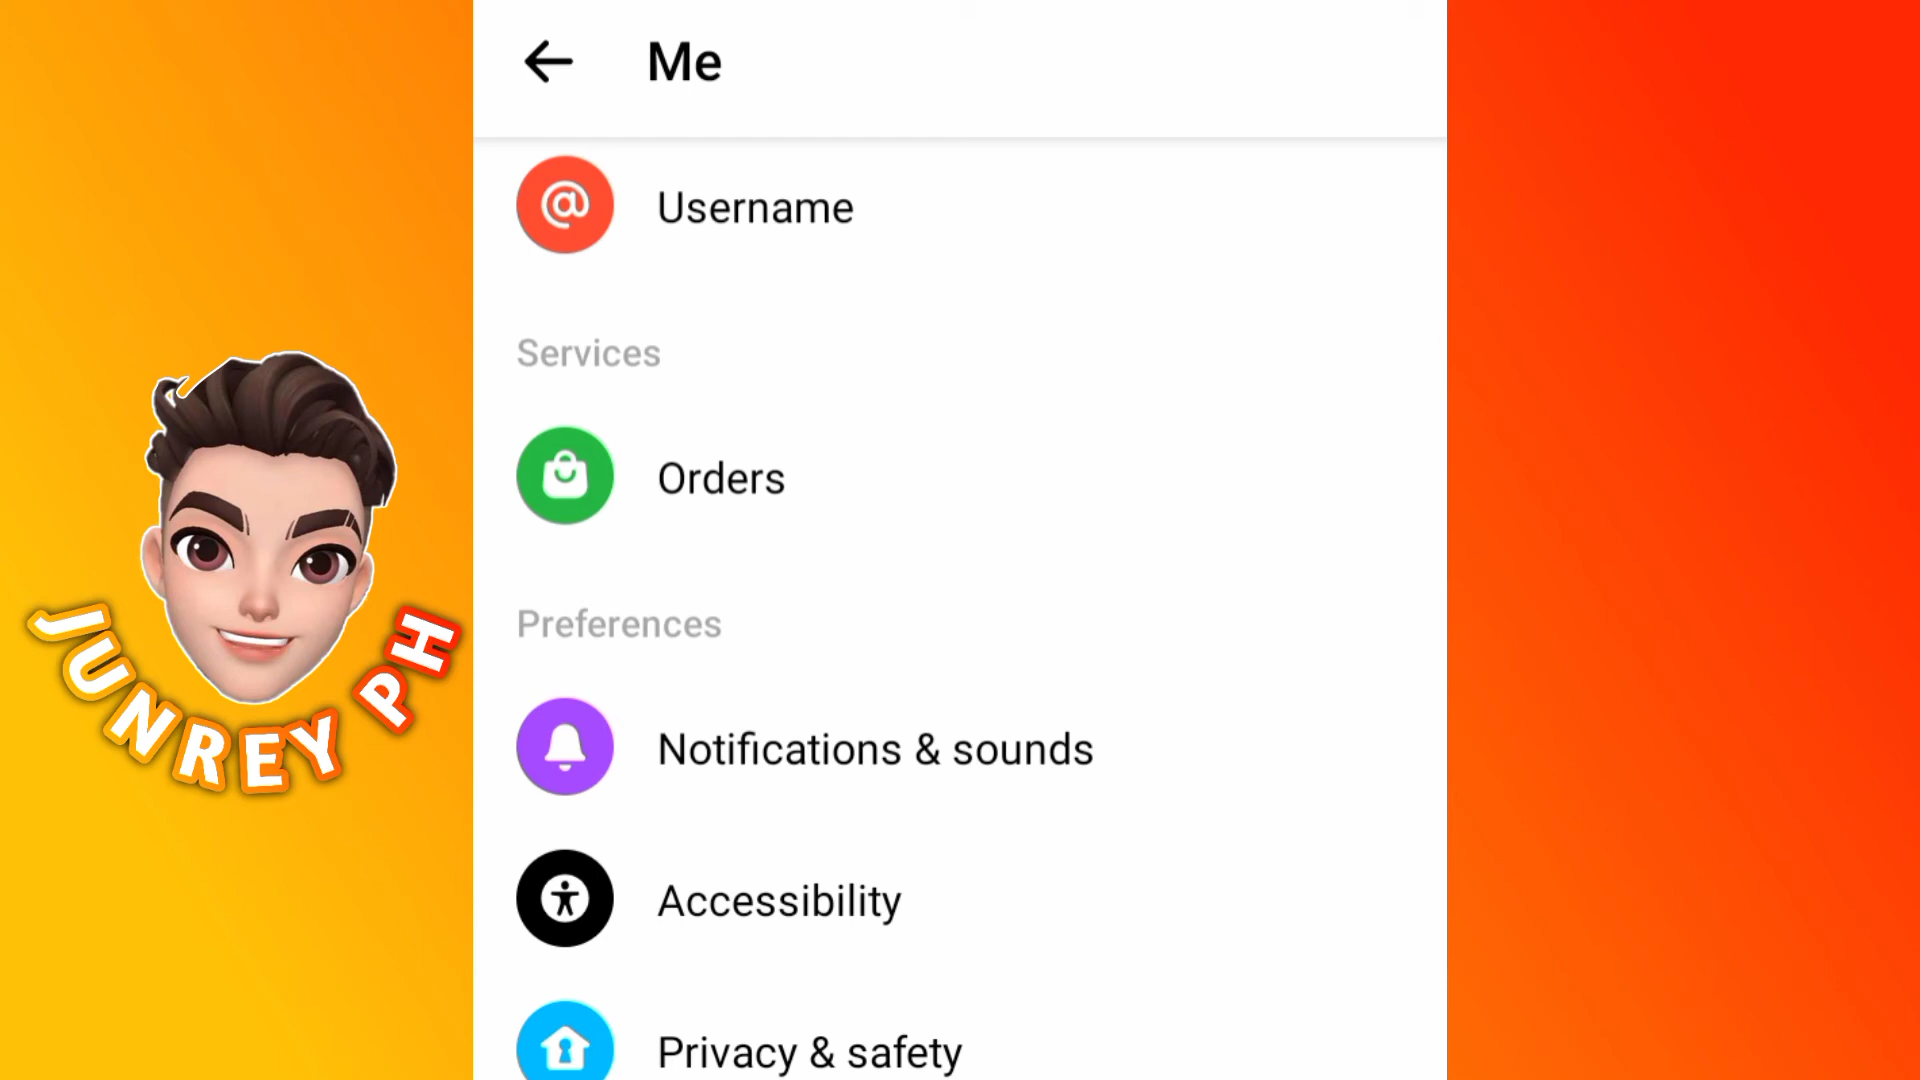 Me
Username
Services
Orders
Preferences
Notifications & sounds
Accessibility
Privacy & safety
JUNREY PH